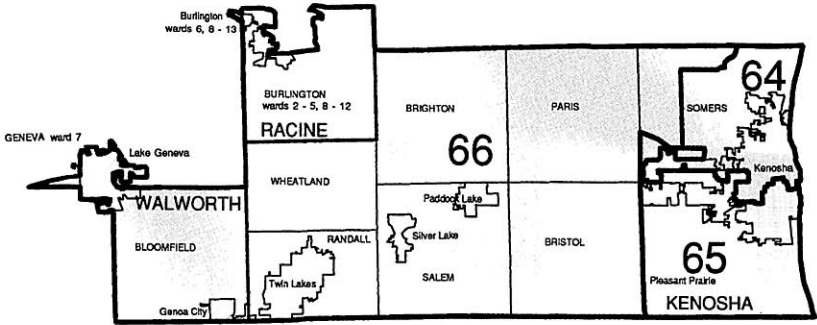 Burlington
wards 6, 8 - 13
64
BURLINGTON
wards 2 - 5, 8 - 12
BRIGHTON
PARIS
SOMERS
RACINE
GENEVA ward 7
Lake Geneva
66
Kenosha
WHEATLAND
WALWORTH
Paddock Lake
BLOOMFIELD
RANDALL
Silver Lake
BRISTOL
65
Twin Lakes
SALEM
Pleasant Prairie
Genoa City
KENOSHA